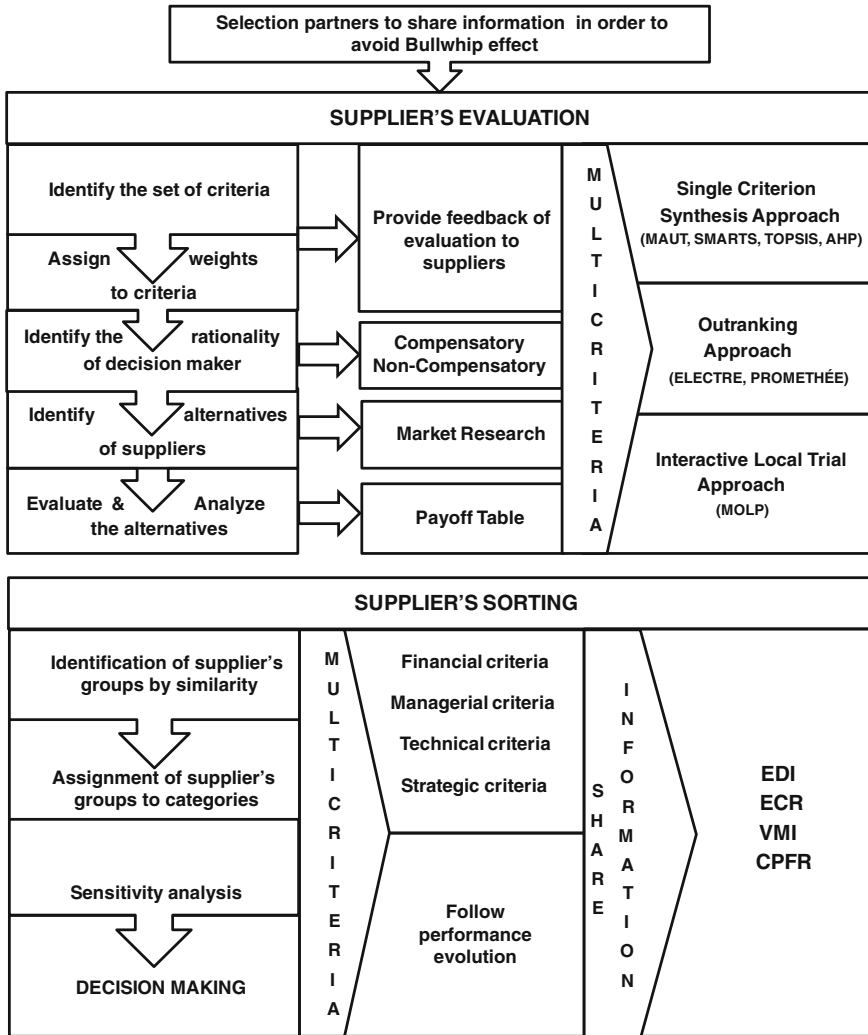 Selection partners to share information in order to
avoid Bullwhip effect
SUPPLIER'S EVALUATION
Identify the set of criteria
Assign weights
to criteria
Identify the rationality
of decision maker
Identify alternatives
of suppliers
Evaluate & Analyze
the alternatives
Provide feedback of
evaluation to
suppliers
Compensatory
Non-Compensatory
Market Research
Payoff Table
MULTICRITERIA
Single Criterion
Synthesis Approach
(MAUT, SMARTS, TOPSIS, AHP)
Outranking
Approach
(ELECTRE, PROMETHÉE)
Interactive Local Trial
Approach
(MOLP)
SUPPLIER'S SORTING
Identification of supplier's
groups by similarity
Assignment of supplier's
groups to categories
Sensitivity analysis
DECISION MAKING
MULTICRITERIA
Financial criteria
Managerial criteria
Technical criteria
Strategic criteria
Follow
performance
evolution
SHARE
INFORMATION
EDI
ECR
VMI
CPFR